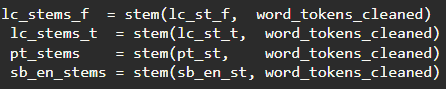 lc_stems_f = stem(lc_st_f, word_tokens_cleaned)
lc_stems_t = stem(lc_st_t, word_tokens_cleaned)
pt_stems = stem(pt_st, word_tokens_cleaned)
sb_en_stems = stem(sb_en_st, word_tokens_cleaned)